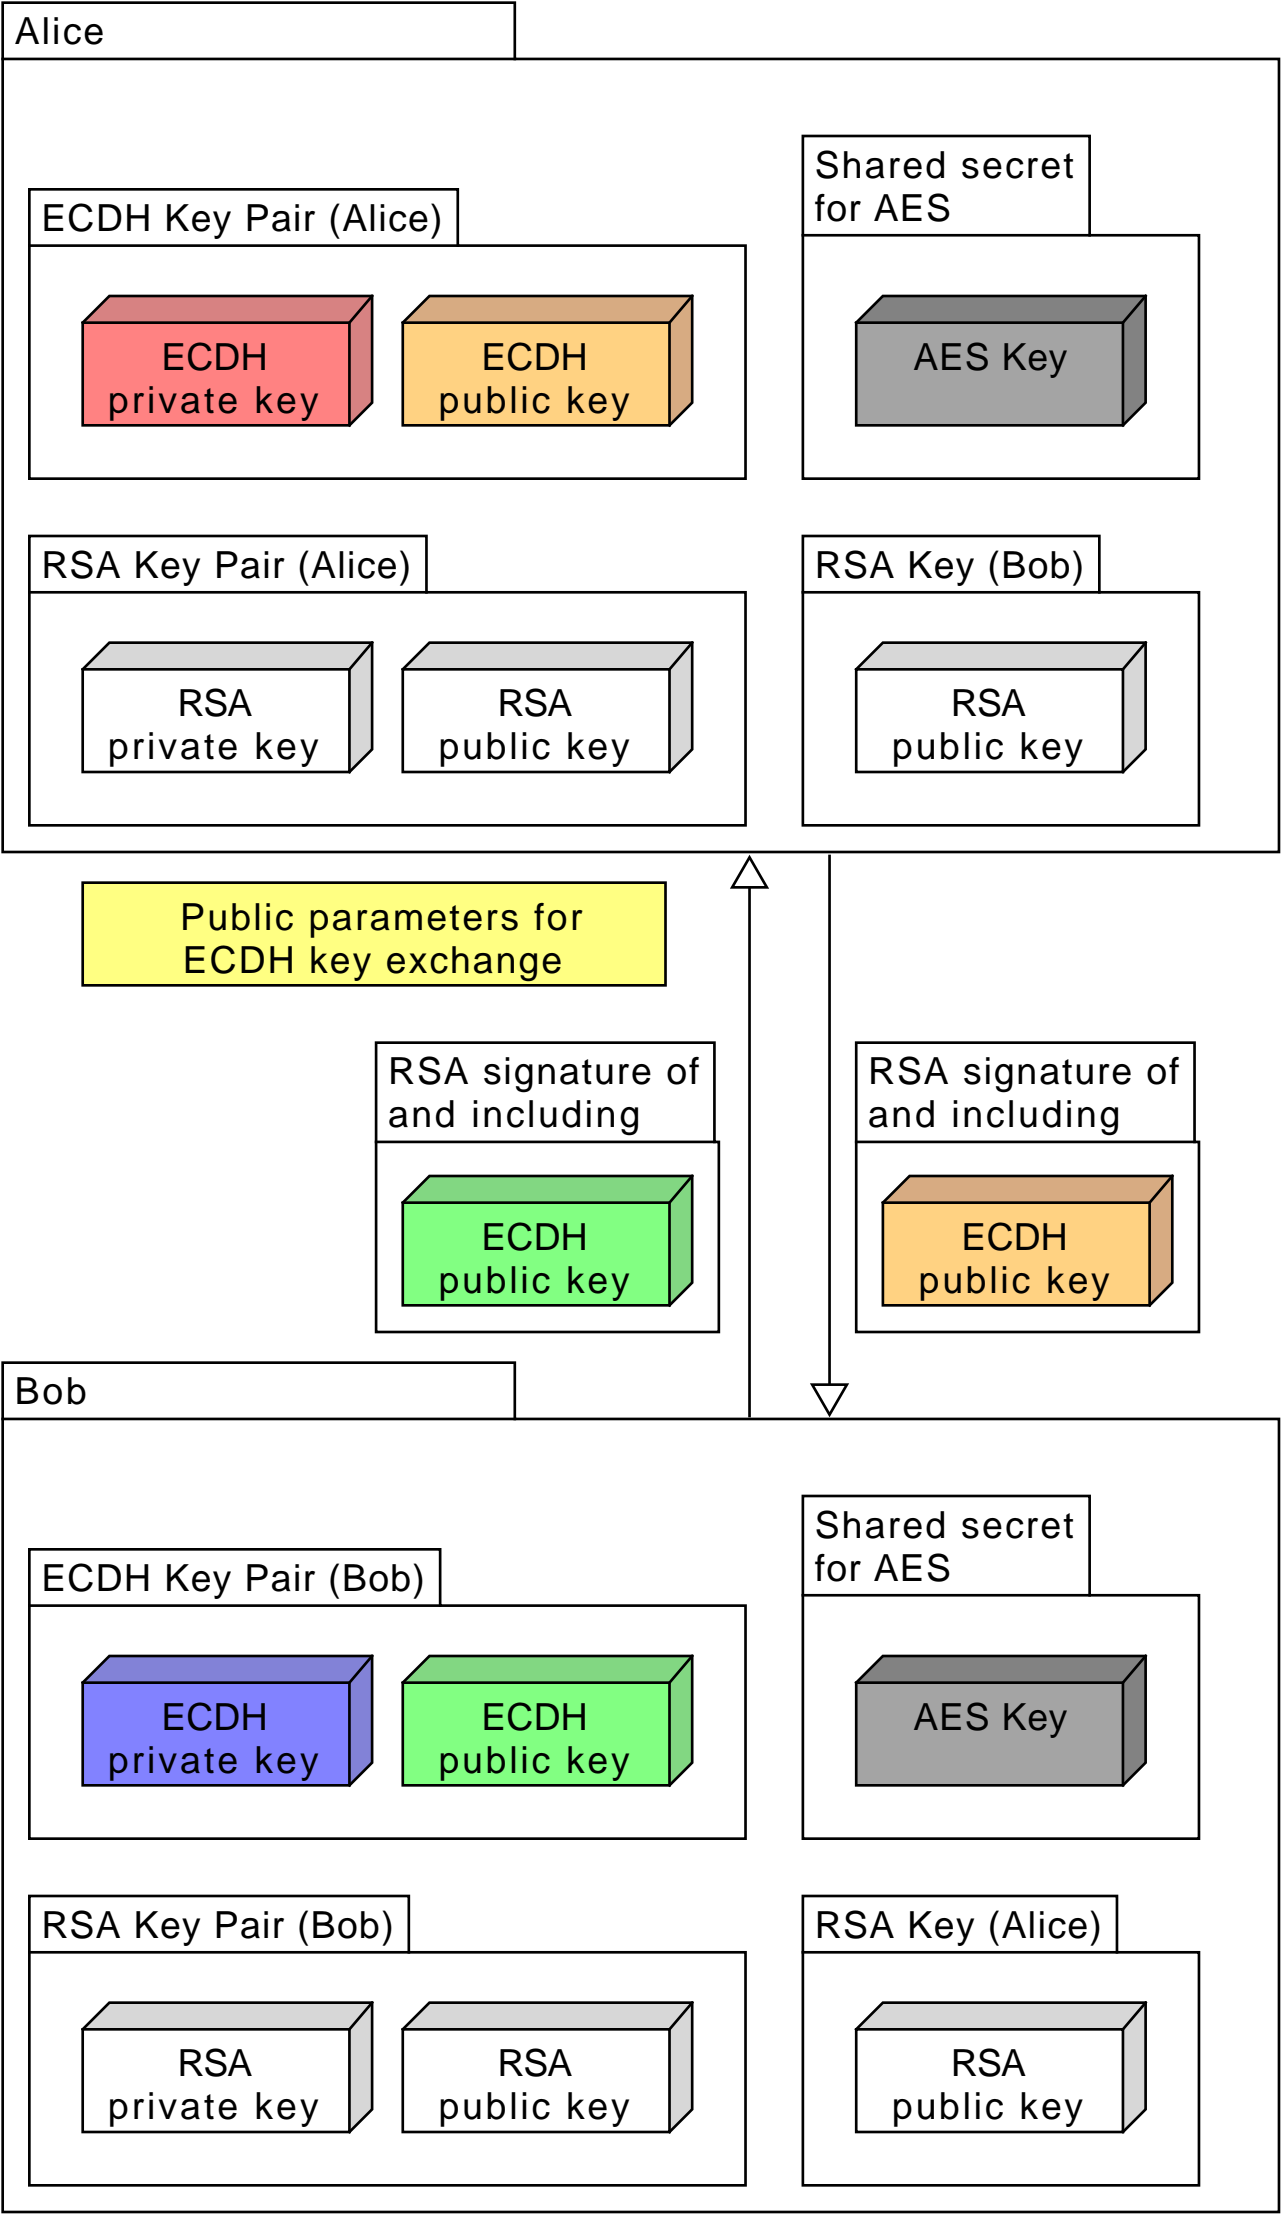 Alice
Shared secret
for AES
ECDH Key Pair (Alice)
ECDH
private key
ECDH
public key
AES Key
RSA Key Pair (Alice)
RSA Key (Bob)
RSA
private key
RSA
public key
RSA
public key
Public parameters for
ECDH key exchange
RSA signature of
and including
ECDH
public key
RSA signature of
and including
ECDH
public key
Bob
Shared secret
for AES
ECDH Key Pair (Bob)
ECDH
private key
ECDH
public key
AES Key
RSA Key Pair (Bob)
RSA Key (Alice)
RSA
private key
RSA
public key
RSA
public key